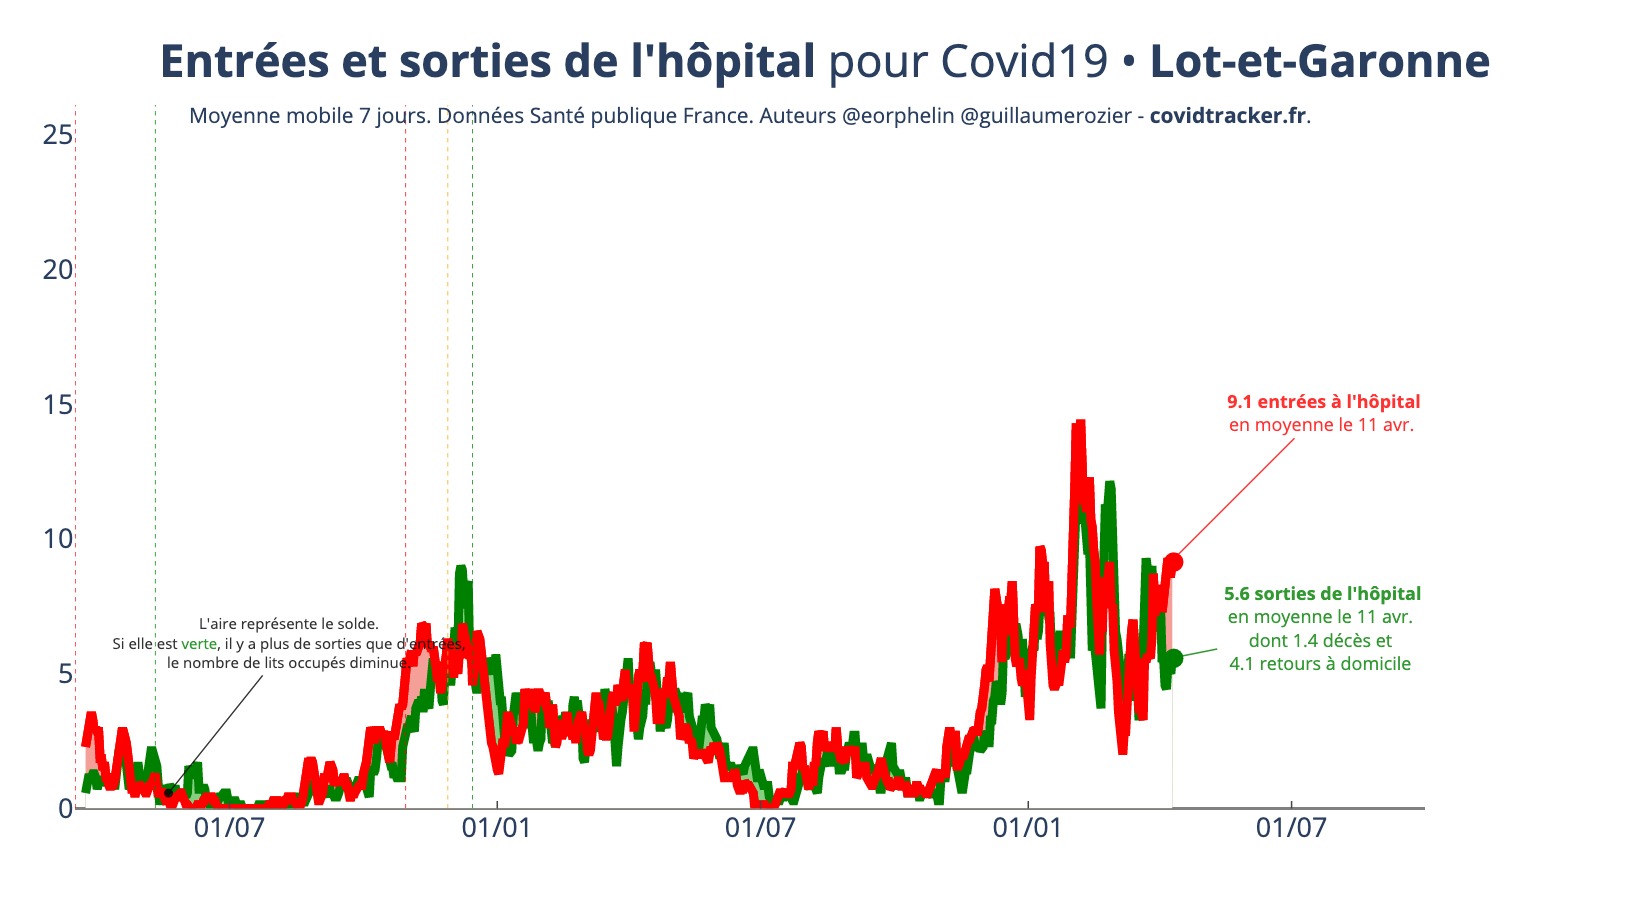 Entrées et sorties de l'hôpital pour Covid19 • Lot-et-Garonne
Moyenne mobile 7 jours. Données Santé publique France. Auteurs @eorphelin @guillaumerozier - covidtracker.fr.
25
20
15
10
5
0
L'aire représente le solde.
Si elle est verte, il y a plus de sorties que d'entrées,
le nombre de lits occupés diminue.
9.1 entrées à l'hôpital
en moyenne le 11 avr.
5.6 sorties de l'hôpital
en moyenne le 11 avr.
dont 1.4 décès et
4.1 retours à domicile
01/07
01/01
01/07
01/01
01/07